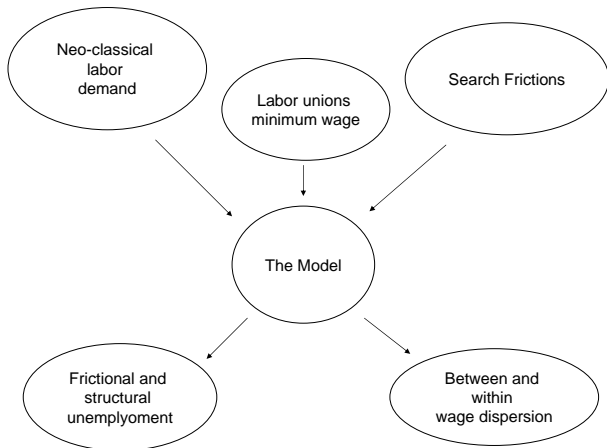 Neo-classical
labor
demand
Labor unions
minimum wage
Search Frictions
The Model
Frictional and
structural
unemplyoment
Between and
within
wage dispersion